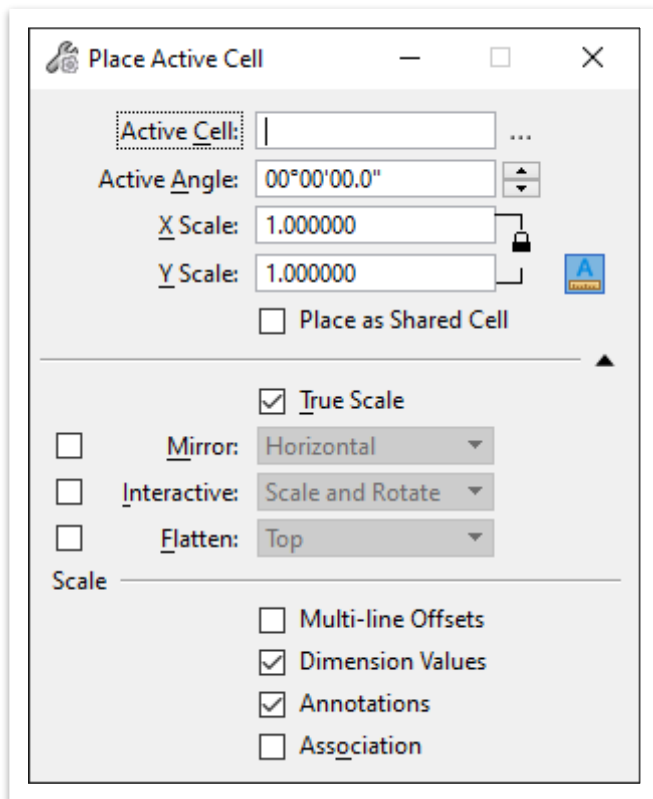 Place Active Cell
Active Cell: ...
Active Angle: 00°00'00.0"
X Scale: 1.000000
Y Scale: 1.000000
A
Place as Shared Cell
True Scale
Mirror: Horizontal
Interactive: Scale and Rotate
Flatten: Top
Scale
Multi-line Offsets
Dimension Values
Annotations
Association